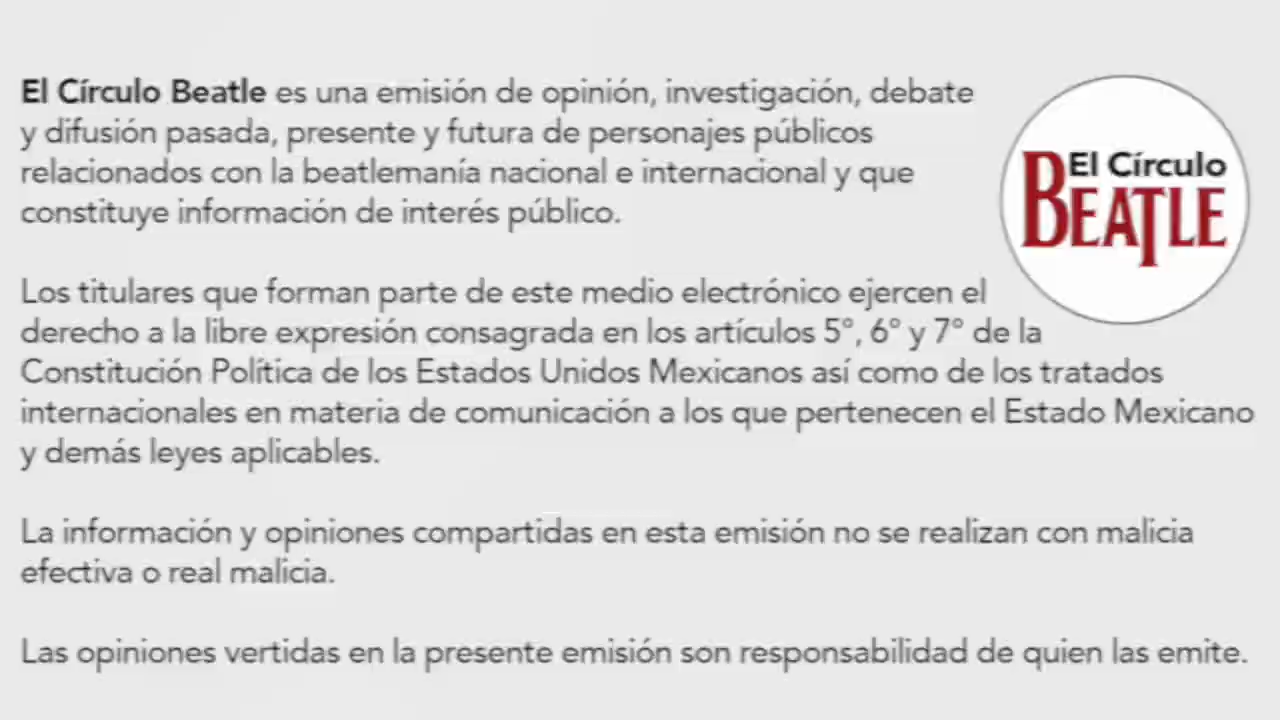 El Círculo Beatle es una emisión de opinión, investigación, debate
y difusión pasada, presente y futura de personajes públicos
relacionados con la beatlemanía nacional e internacional y que
constituye información de interés público.
El Círculo
BEATLE
Los titulares que forman parte de este medio electrónico ejercen el
derecho a la libre expresión consagrada en los artículos 5°, 6° y 7° de la
Constitución Política de los Estados Unidos Mexicanos así como de los tratados
internacionales en materia de comunicación a los que pertenecen el Estado Mexicano
y demás leyes aplicables.
La información y opiniones compartidas en esta emisión no se realizan con malicia
efectiva o real malicia.
Las opiniones vertidas en la presente emisión son responsabilidad de quien las emite.